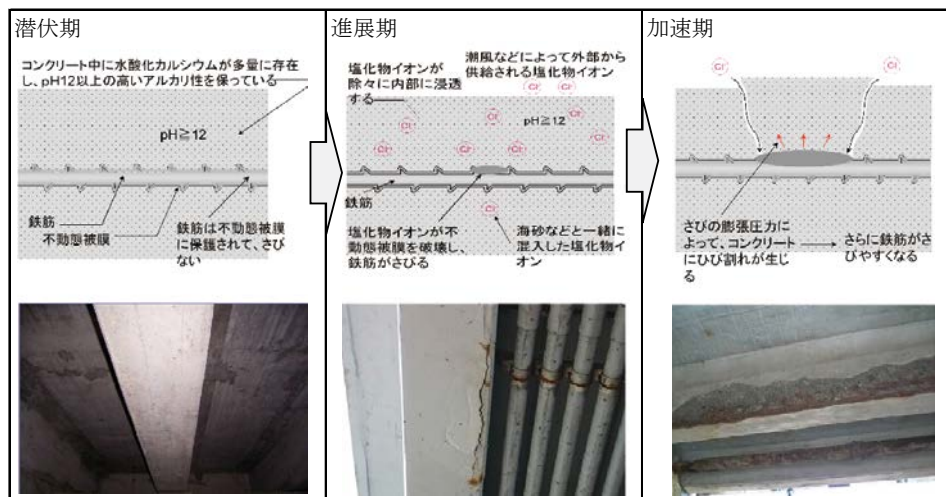 潜伏期
コンクリート中に水酸化カルシウムが多量に存在
し、pH12以上の高いアルカリ性を保っている
pH≧12
鉄筋
不動態被膜
鉄筋は不動態被膜
に保護されて、さび
ない
進展期
塩化物イオンが
除々に内部に浸透
する
潮風などによって外部から
供給される塩化物イオン
Cl⁻
Cl⁻
Cl⁻
pH≧12
Cl⁻
Cl⁻
Cl⁻
Cl⁻
Cl⁻
鉄筋
Cl⁻
塩化物イオンが不
動態被膜を破壊し、
鉄筋がさびる
海砂などと一緒に
混入した塩化物イ
オン
加速期
Cl⁻
Cl⁻
さびの膨張圧力に
よって、コンクリート
にひび割れが生じ
る
さらに鉄筋がさ
びやすくなる